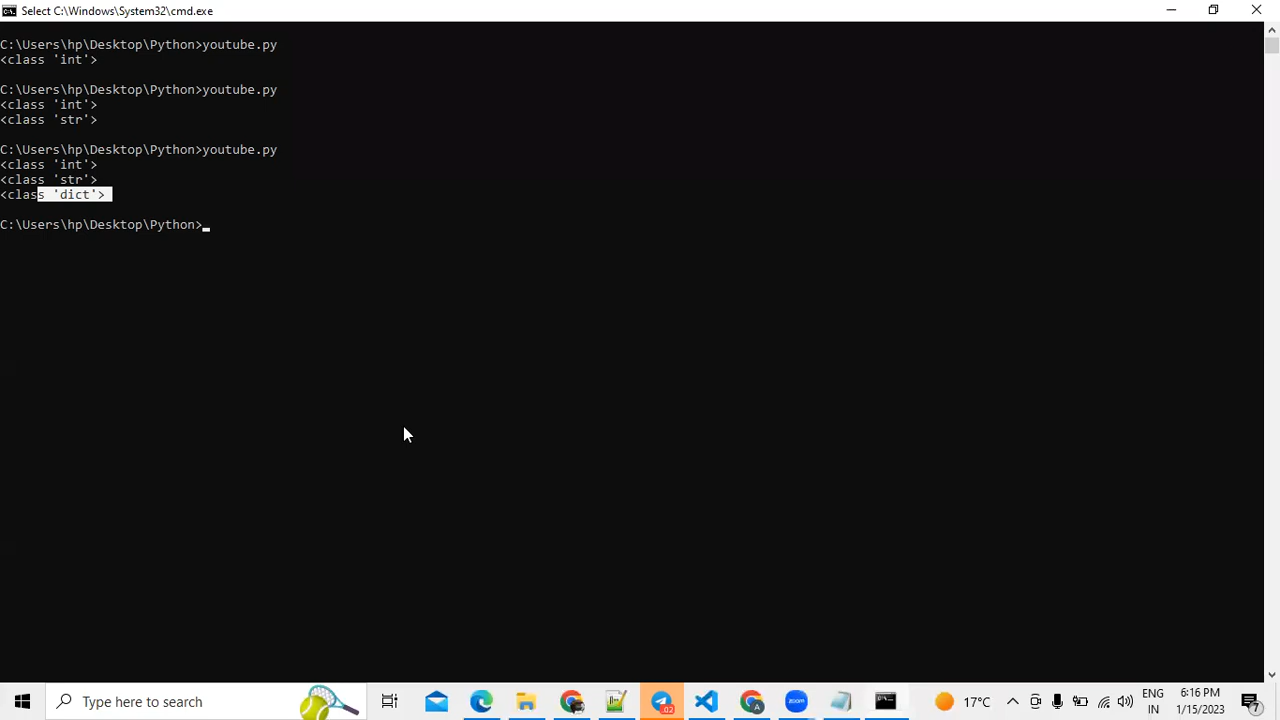 Select C:\Windows\System32\cmd.exe
C:\Users\hp\Desktop\Python>youtube.py
<class 'int'>
C:\Users\hp\Desktop\Python>youtube.py
<class 'int'>
<class 'str'>
C:\Users\hp\Desktop\Python>youtube.py
<class 'int'>
<class 'str'>
<class 'dict'>
C:\Users\hp\Desktop\Python>
Type here to search
zoom
A
17°C
ENG
IN
6:16 PM
1/15/2023
7